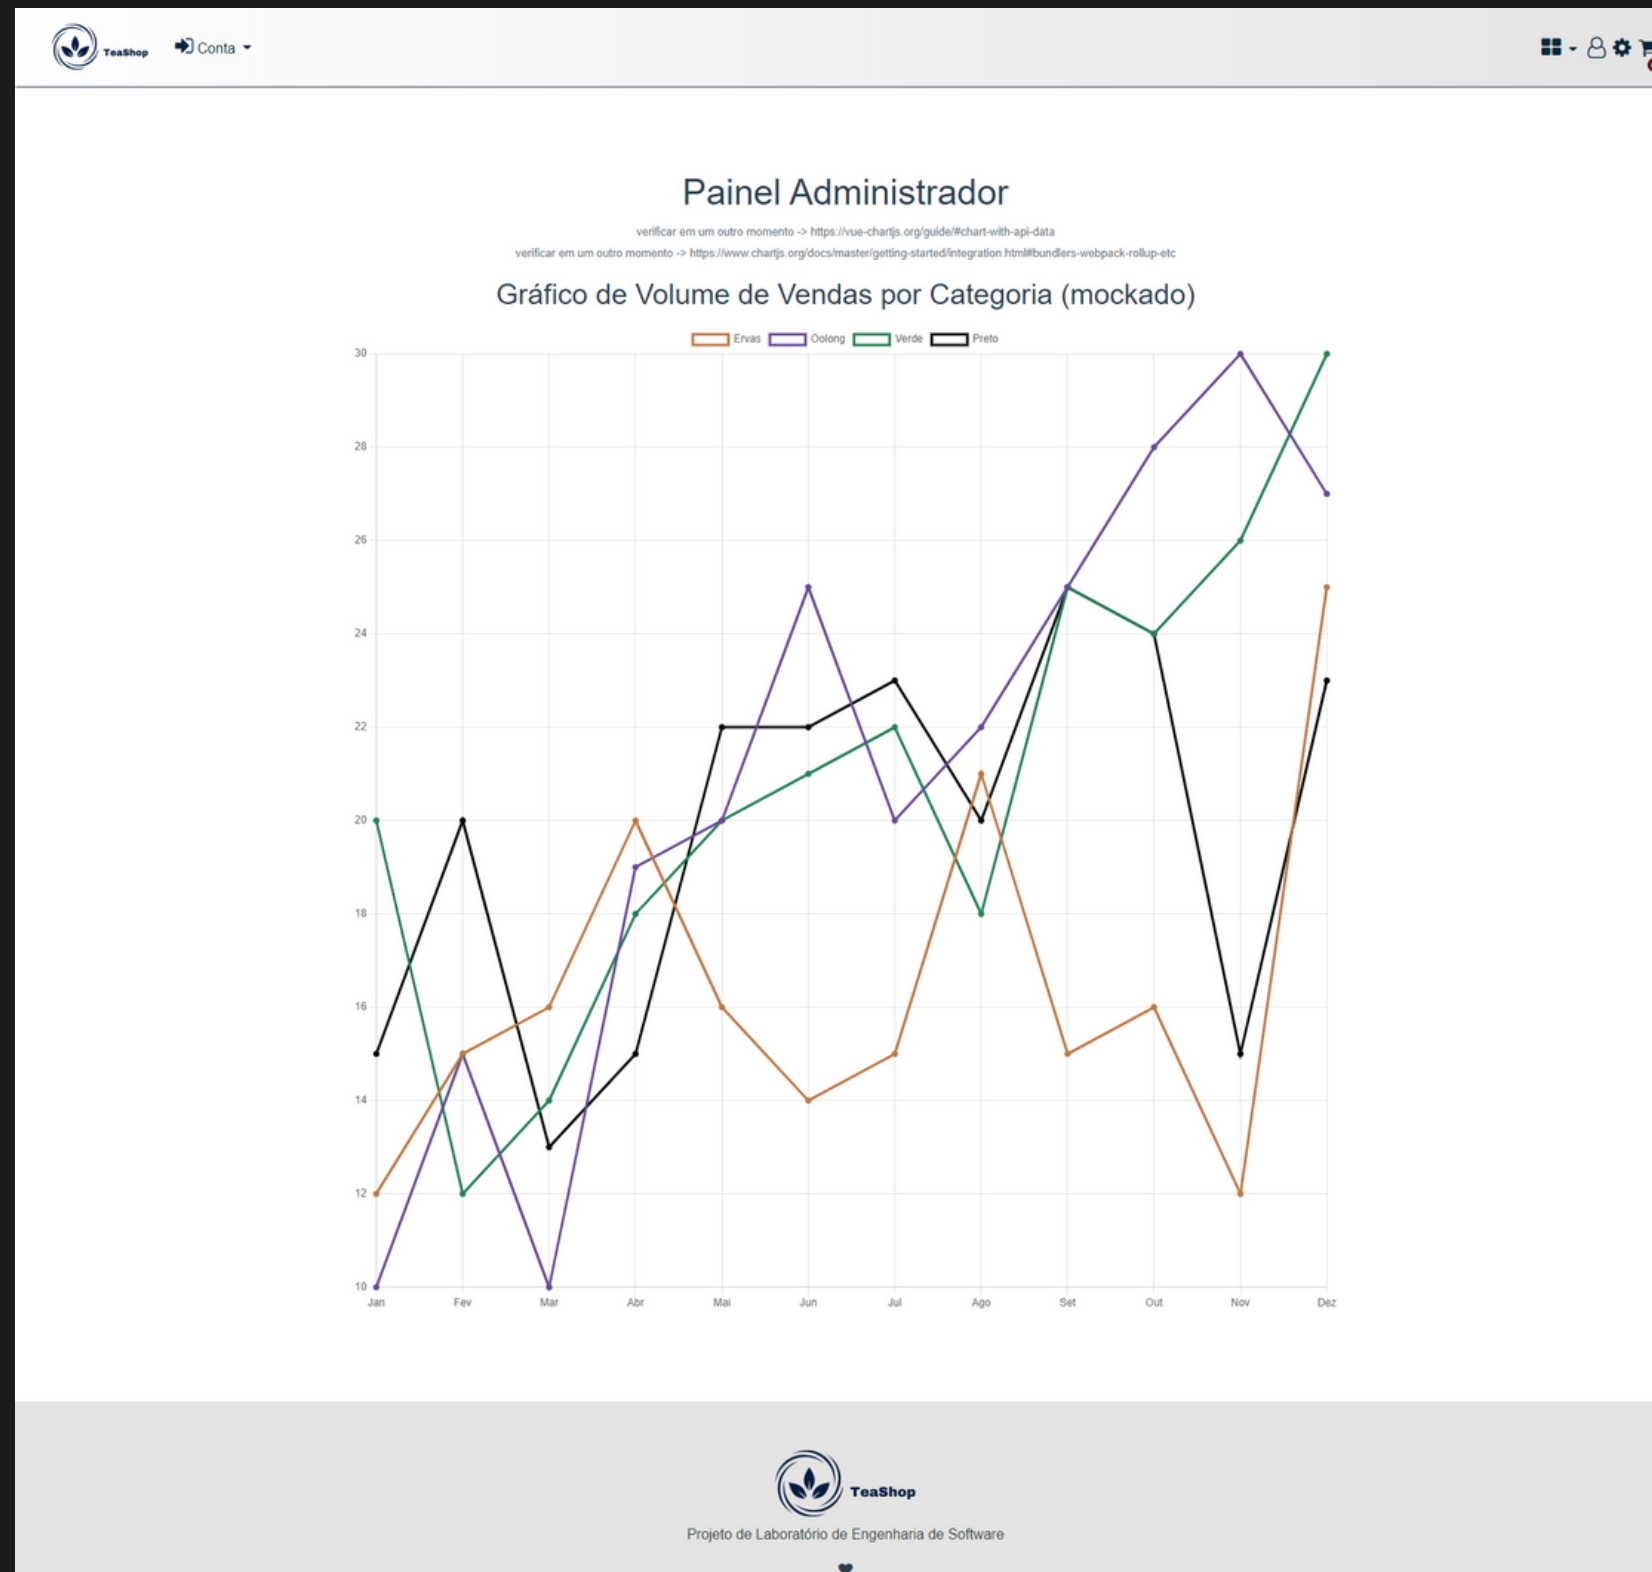 TeaShop Conta
Painel Administrador
verificar em um outro momento -> https://vue-chartjs.org/guide/#chart-with-api-data
verificar em um outro momento -> https://www.chartjs.org/docs/master/getting-started/integration.html#bundlers-webpack-rollup-etc
Gráfico de Volume de Vendas por Categoria (mockado)
Ervas Oolong Verde Preto
30
28
26
24
22
20
18
16
14
12
10
Jan Fev Mar Abr Mai Jun Jul Ago Set Out Nov Dez
TeaShop
Projeto de Laboratório de Engenharia de Software